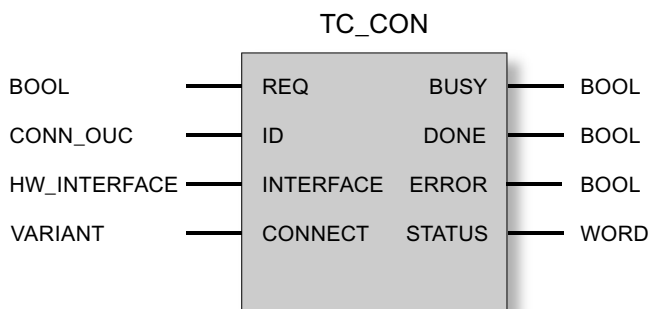 TC_CON
BOOL REQ BUSY BOOL
CONN_OUC ID DONE BOOL
HW_INTERFACE INTERFACE ERROR BOOL
VARIANT CONNECT STATUS WORD